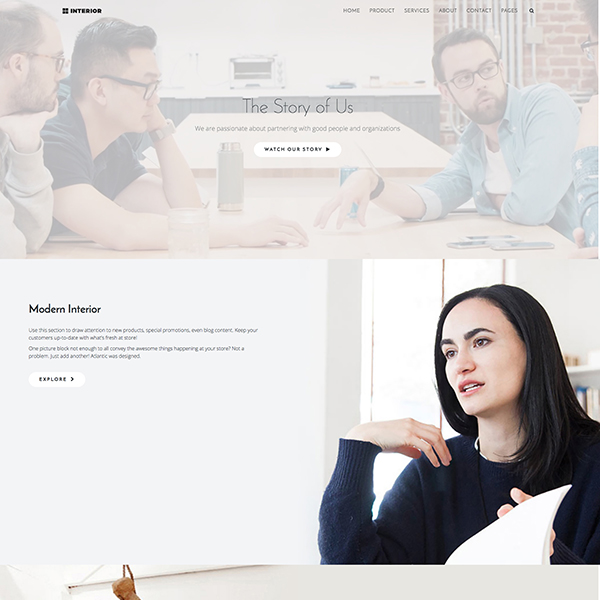 INTERIOR
HOME PRODUCT SERVICES ABOUT CONTACT PAGES
The Story of Us
We are passionate about partnering with good people and organizations
WATCH OUR STORY
Modern Interior
Use this section to draw attention to new products, special promotions, even blog content. Keep your
customers up-to-date with what's fresh at store!
One picture block not enough to all convey the awesome things happening at your store? Not a
problem. Just add another! Atlantic was designed.
EXPLORE